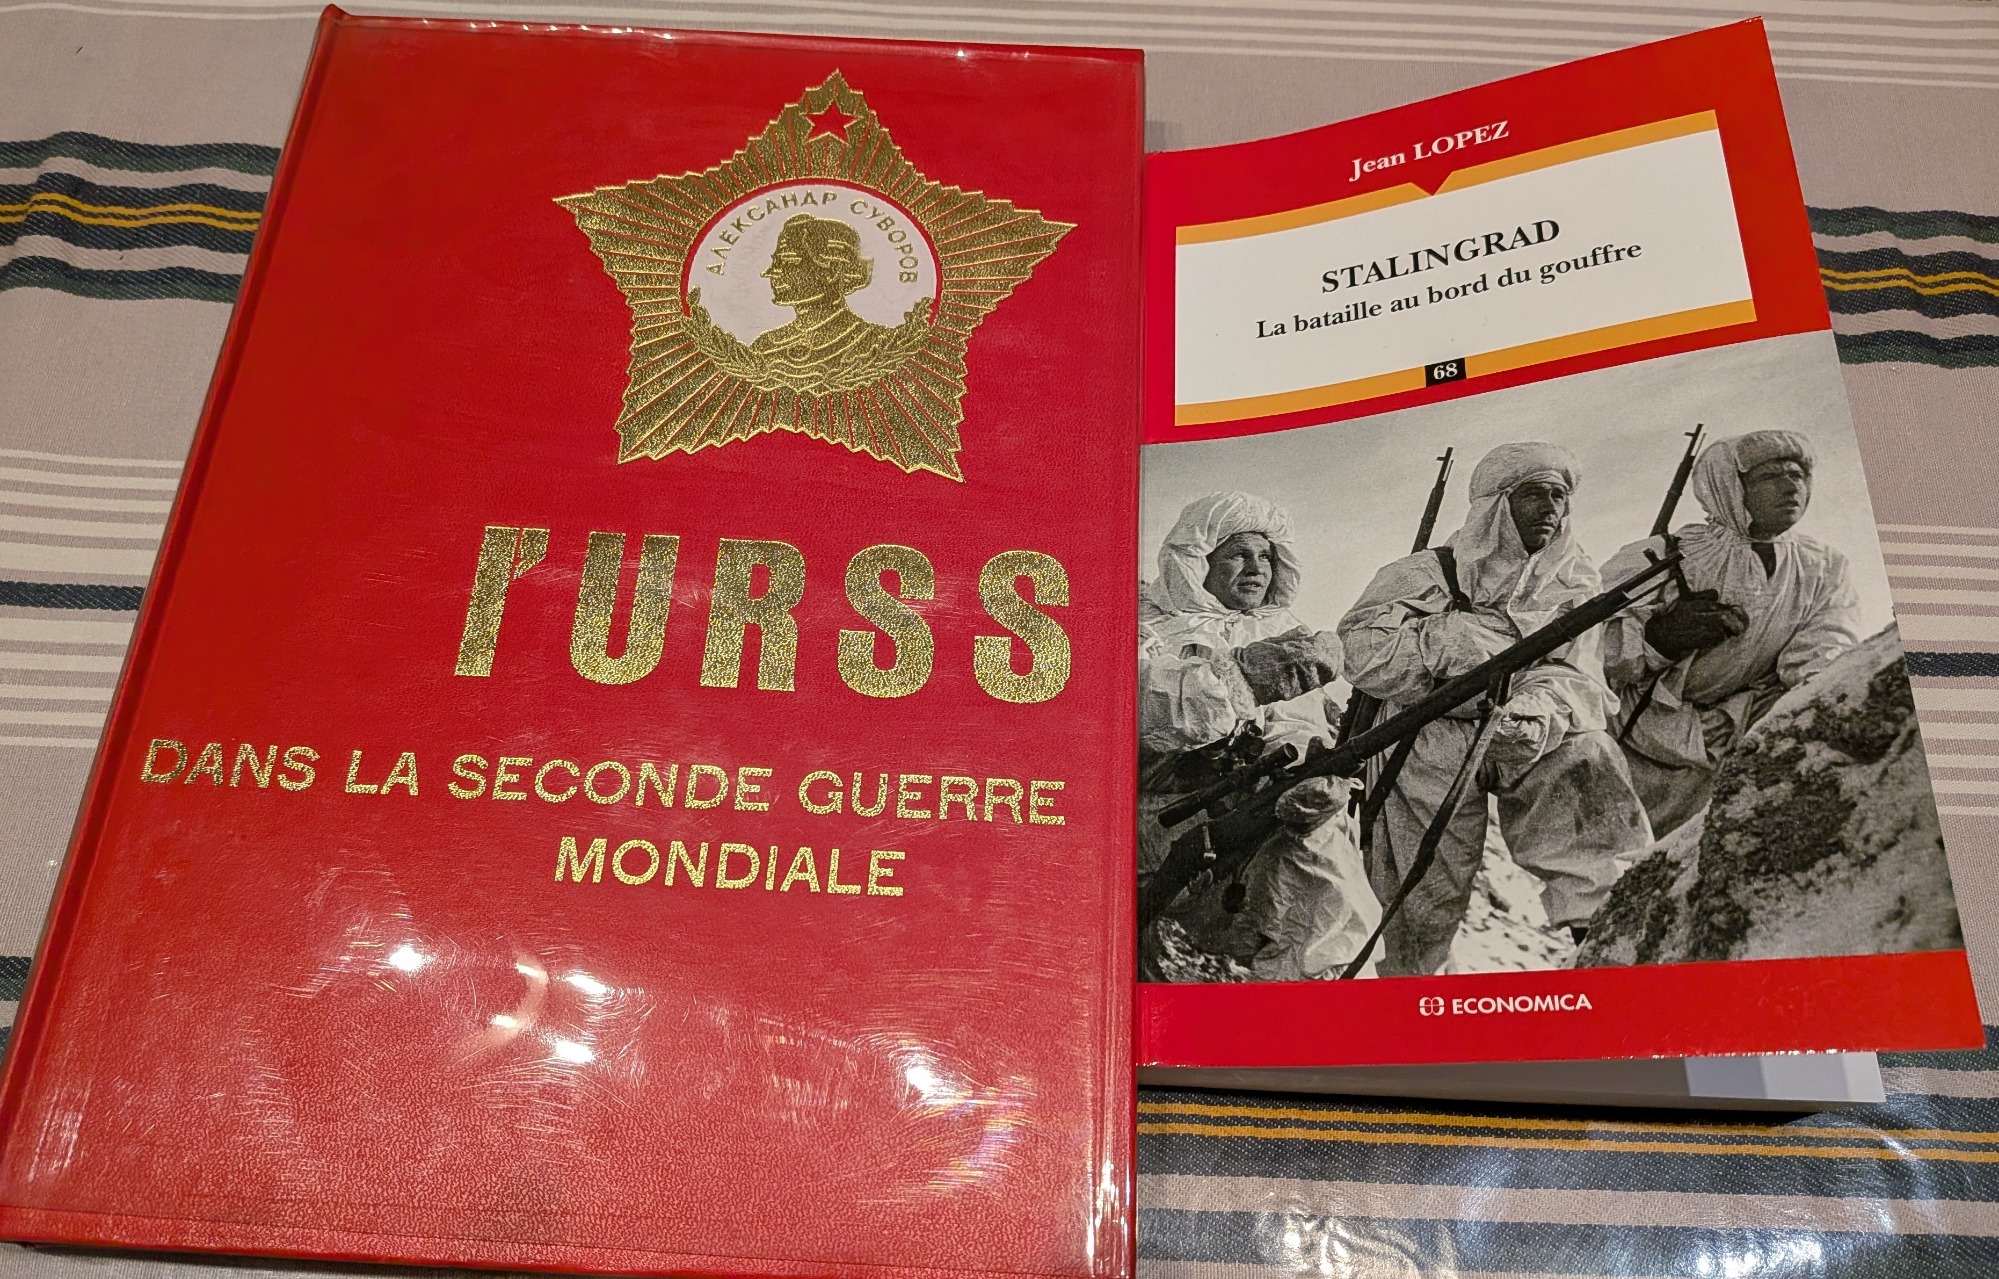 АЛЕКСАНДР СУВОРОВ
l'URSS
DANS LA SECONDE GUERRE
MONDIALE
Jean LOPEZ
STALINGRAD
La bataille au bord du gouffre
68
ECONOMICA